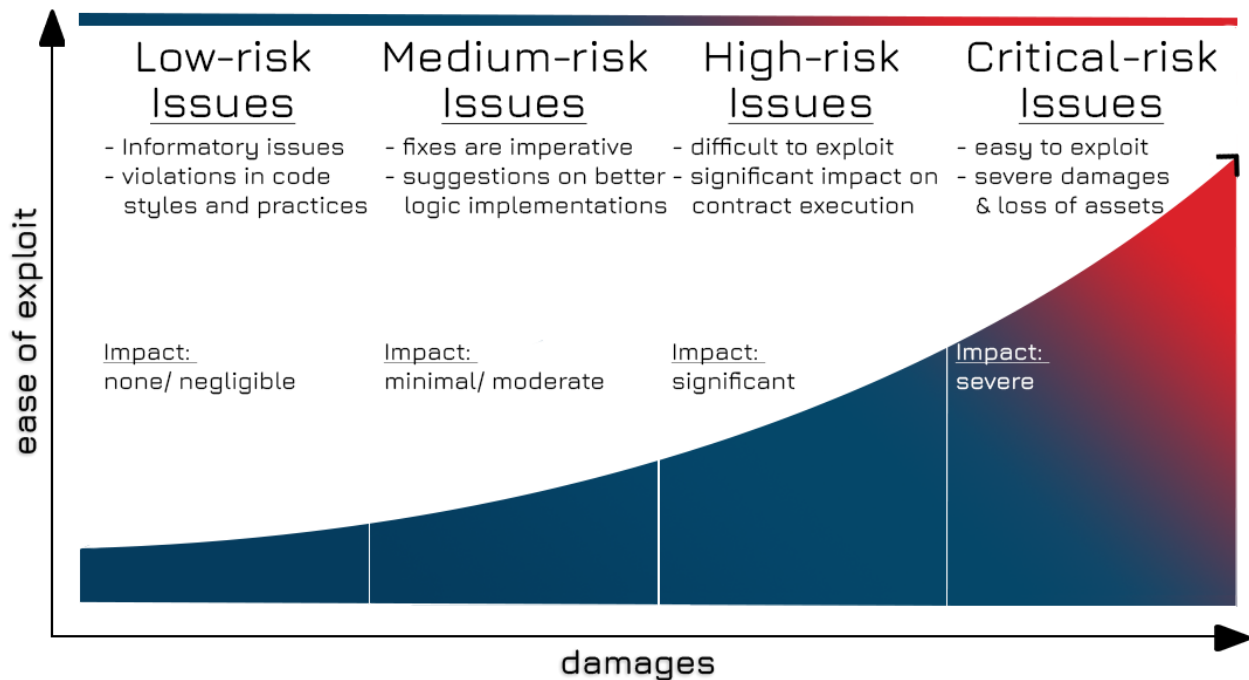 Low-risk
Issues
- Informatory issues
- violations in code
styles and practices
Medium-risk
Issues
- fixes are imperative
- suggestions on better
logic implementations
High-risk
Issues
- difficult to exploit
- significant impact on
contract execution
Critical-risk
Issues
- easy to exploit
- severe damages
& loss of assets
ease of exploit
Impact:
none/ negligible
Impact:
minimal/ moderate
Impact:
significant
Impact:
severe
damages